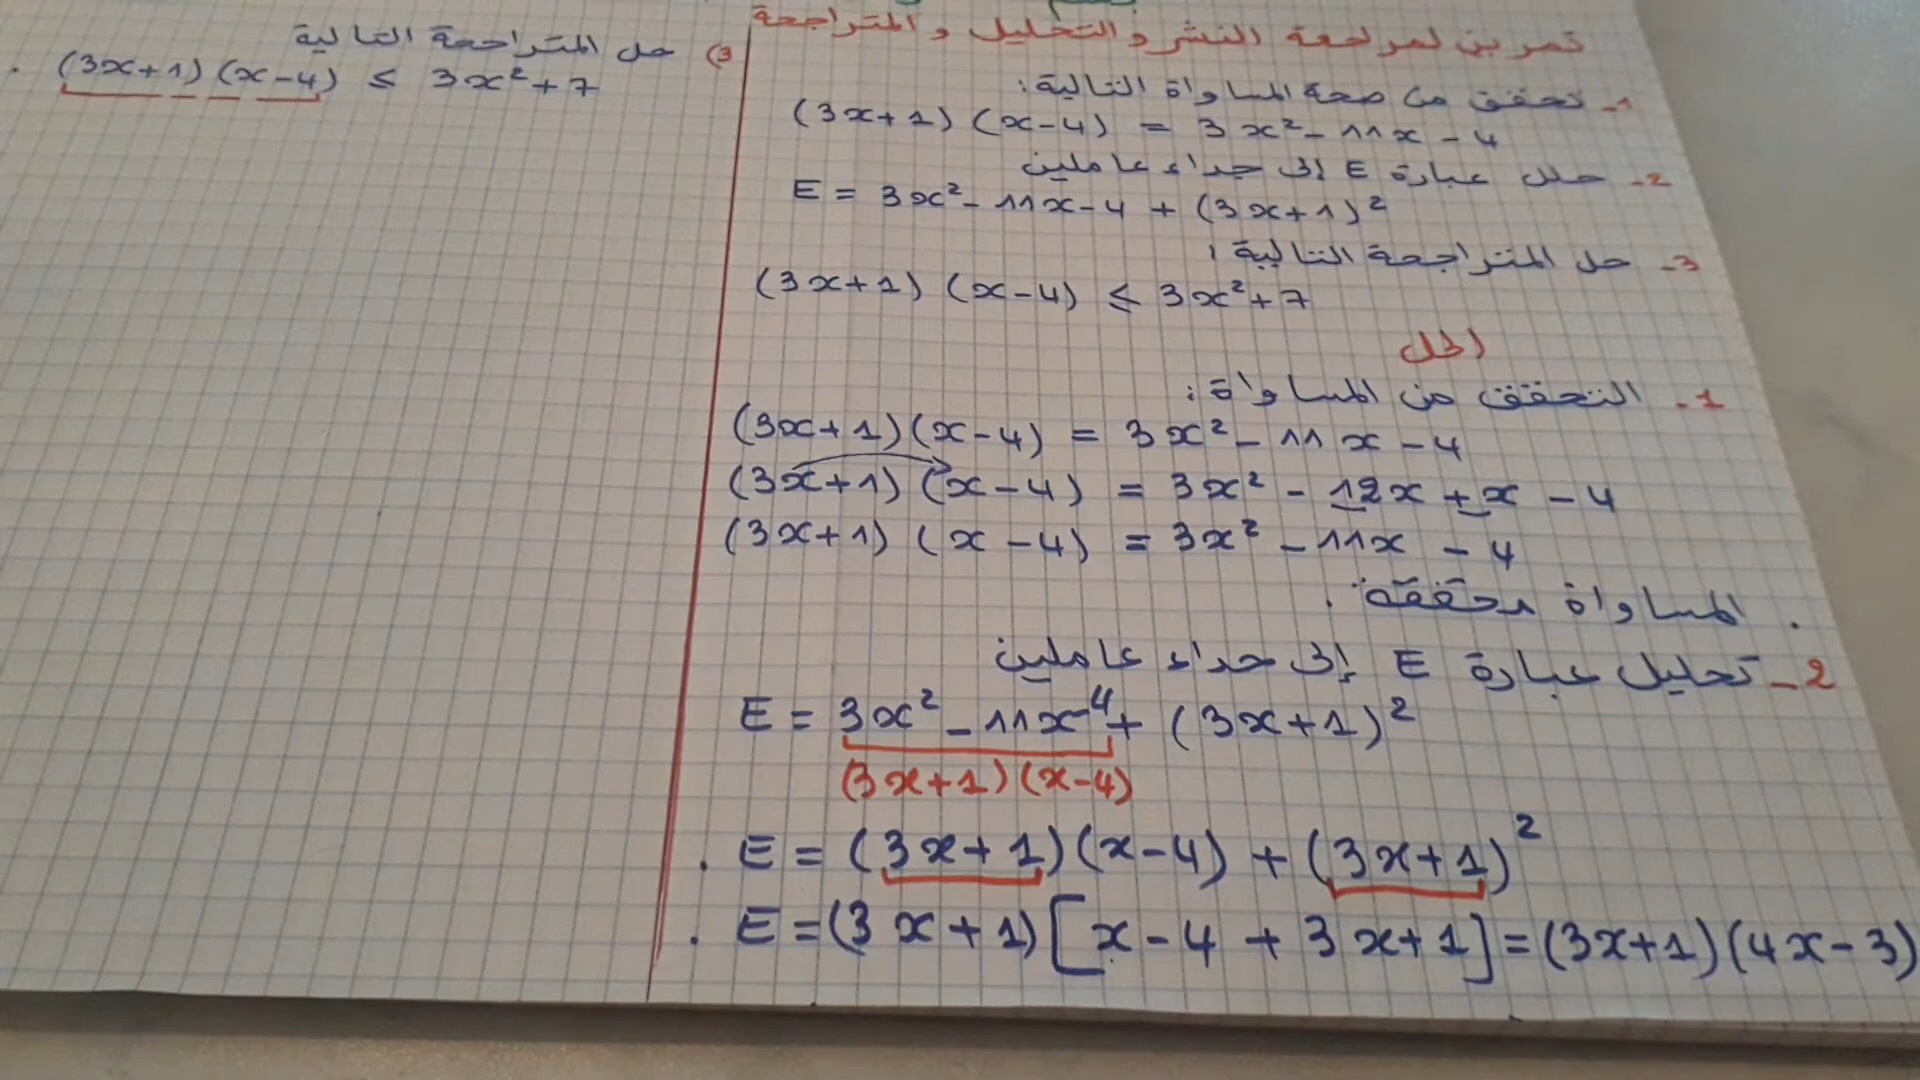 تمرين لمراجعة النشر والتحليل والمتراجحة
1- تحقق من صحة المساواة التالية:
(3x+1)(x-4) = 3x² - 11x - 4
2- حلل عبارة E إلى جداء عاملين
E = 3x² - 11x - 4 + (3x+1)²
3- حل المتراجحة التالية:
(3x+1)(x-4) ≤ 3x² + 7
الحل
1- التحقق من المساواة:
(3x+1)(x-4) = 3x² - 11x - 4
(3x+1)(x-4) = 3x² - 12x + x - 4
(3x+1)(x-4) = 3x² - 11x - 4
. المساواة محققة.
2- تحليل عبارة E إلى جداء عاملين
E = 3x² - 11x - 4 + (3x+1)²
(3x+1)(x-4)
. E = (3x+1)(x-4) + (3x+1)²
. E = (3x+1)[x-4+3x+1] = (3x+1)(4x-3)
3) حل المتراجحة التالية
. (3x+1)(x-4) ≤ 3x² + 7